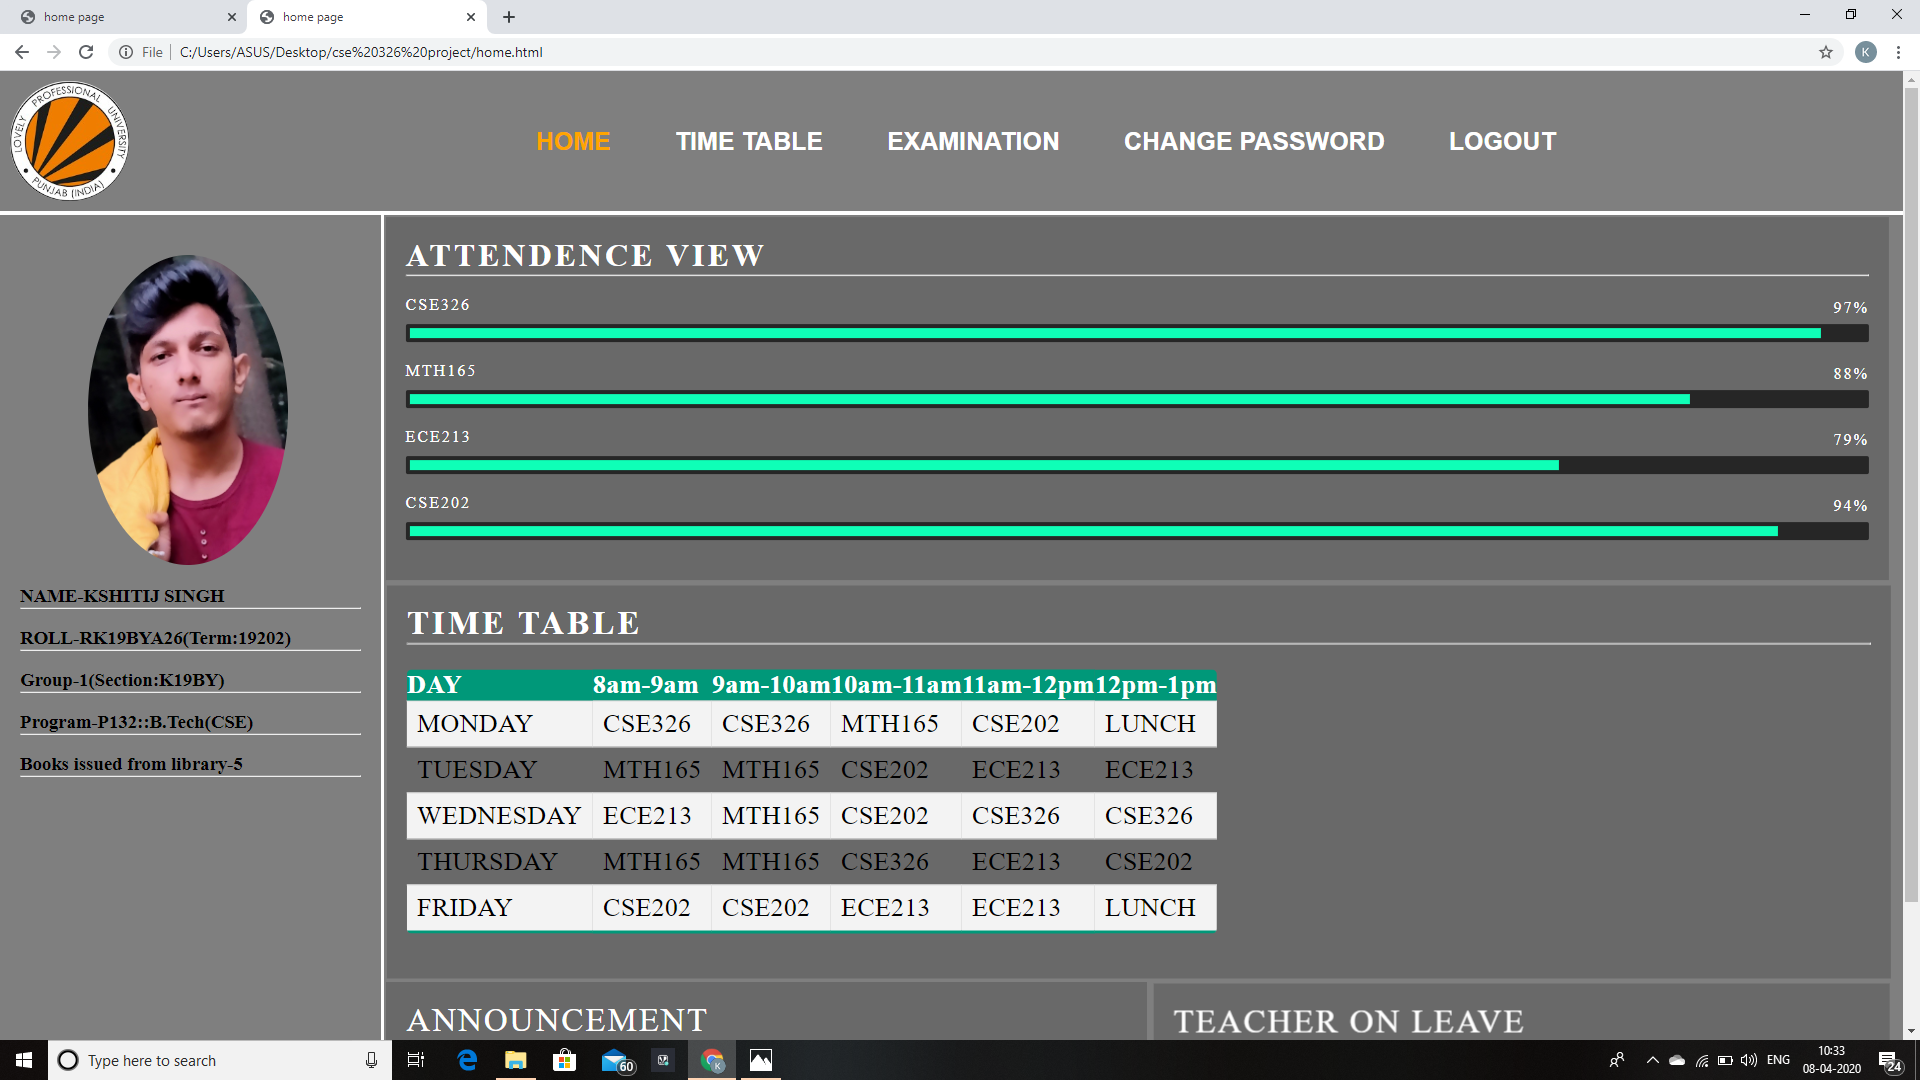 home page
home page
File
C:/Users/ASUS/Desktop/cse%20326%20project/home.html
K
LOVELY PROFESSIONAL UNIVERSITY
PUNJAB (INDIA)
HOME TIME TABLE EXAMINATION CHANGE PASSWORD LOGOUT
NAME-KSHITIJ SINGH
ROLL-RK19BYA26(Term:19202)
Group-1(Section:K19BY)
Program-P132::B.Tech(CSE)
Books issued from library-5
ATTENDENCE VIEW
CSE326 97%
MTH165 88%
ECE213 79%
CSE202 94%
TIME TABLE
DAY 8am-9am 9am-10am 10am-11am 11am-12pm 12pm-1pm
MONDAY CSE326 CSE326 MTH165 CSE202 LUNCH
TUESDAY MTH165 MTH165 CSE202 ECE213 ECE213
WEDNESDAY ECE213 MTH165 CSE202 CSE326 CSE326
THURSDAY MTH165 MTH165 CSE326 ECE213 CSE202
FRIDAY CSE202 CSE202 ECE213 ECE213 LUNCH
ANNOUNCEMENT
TEACHER ON LEAVE
Type here to search
60
K
ENG
10:33
08-04-2020
24